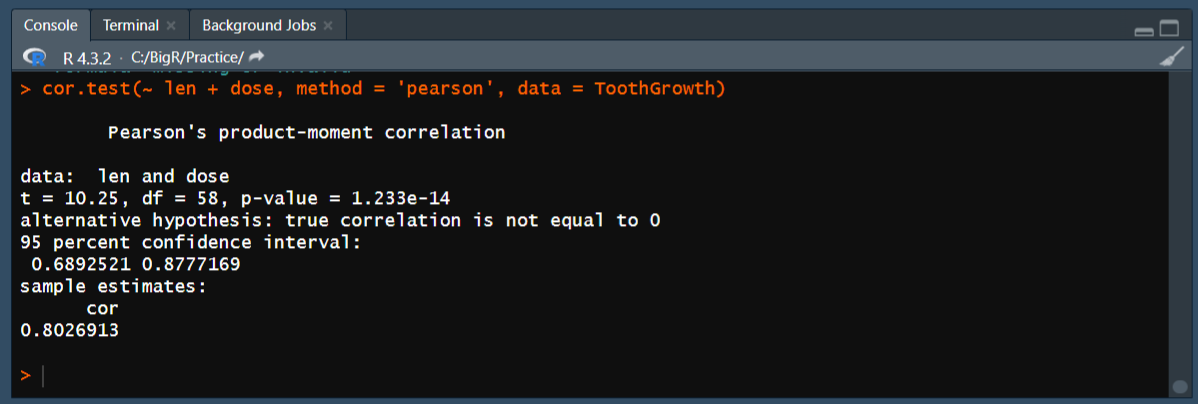 Console Terminal × Background Jobs ×
R 4.3.2 · C:/BigR/Practice/
> cor.test(~ len + dose, method = 'pearson', data = ToothGrowth)
Pearson's product-moment correlation
data:  len and dose
t = 10.25, df = 58, p-value = 1.233e-14
alternative hypothesis: true correlation is not equal to 0
95 percent confidence interval:
0.6892521 0.8777169
sample estimates:
cor
0.8026913
>